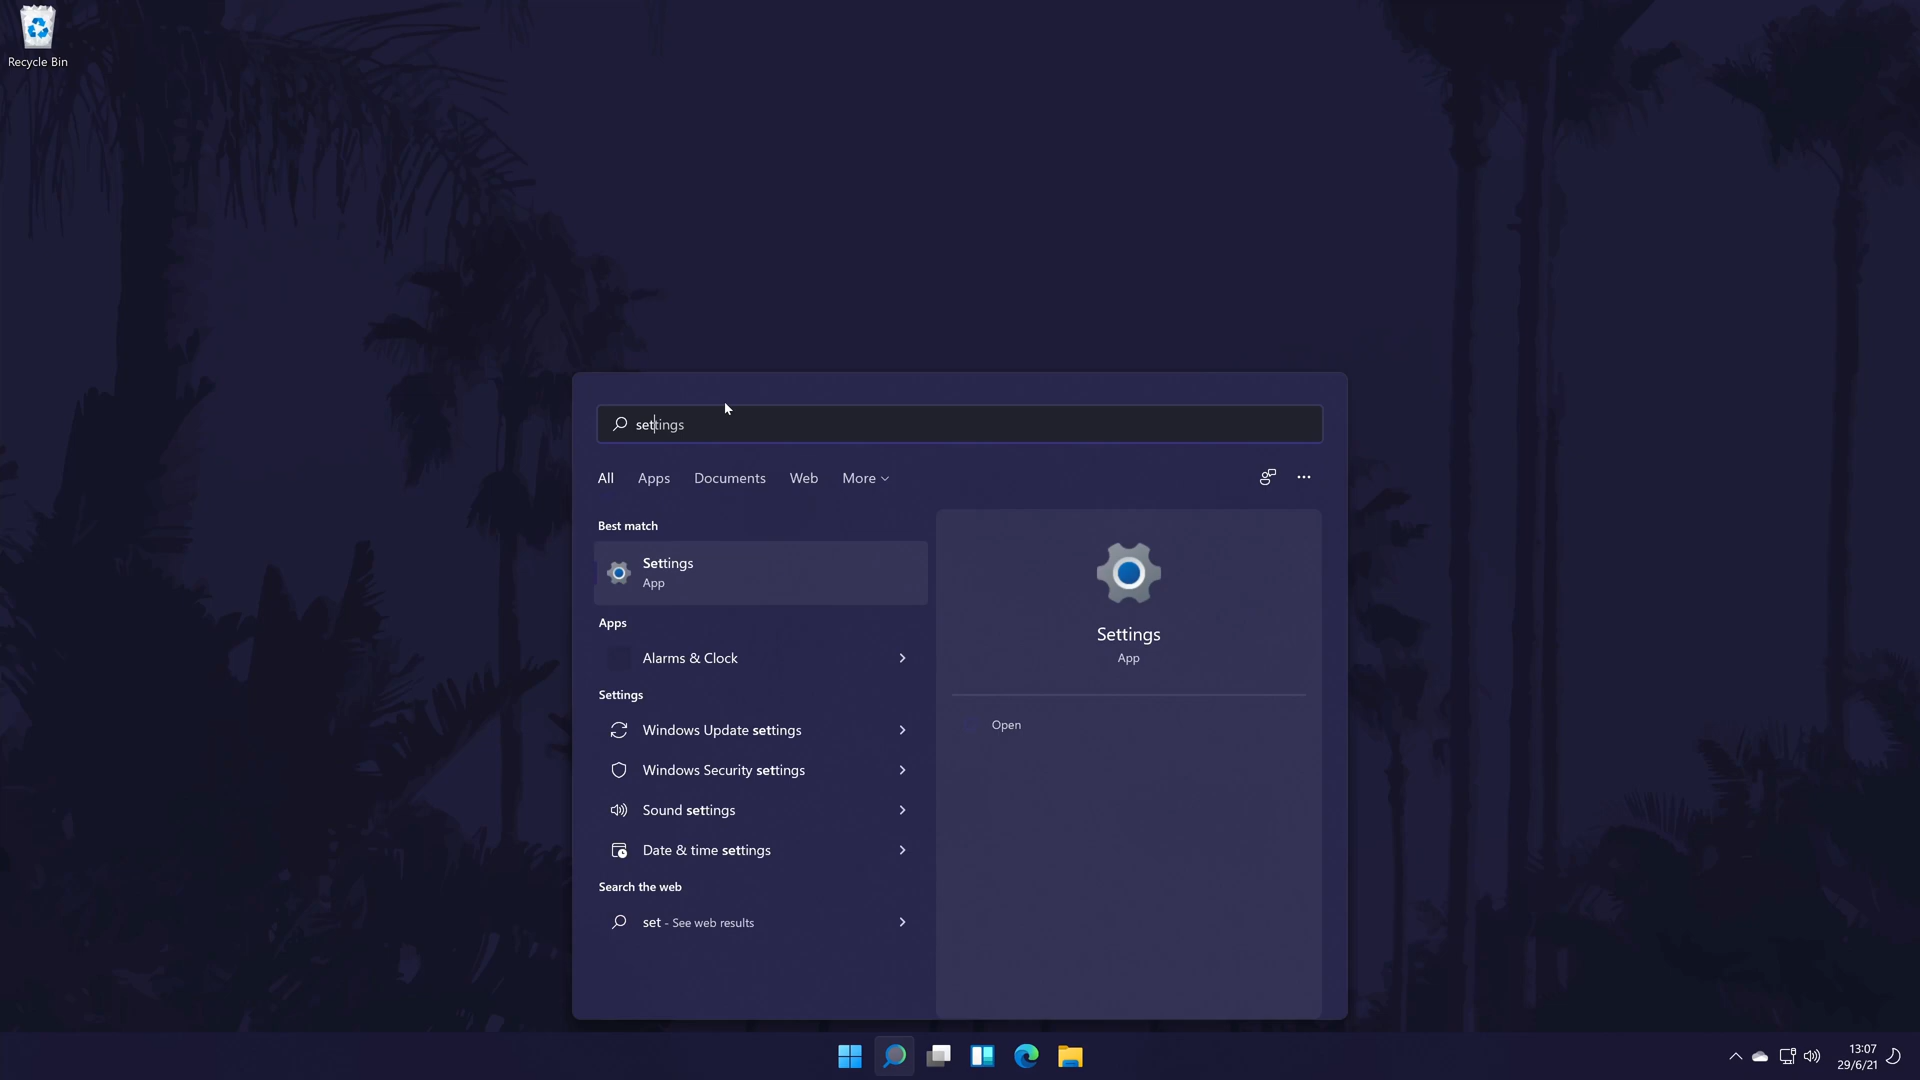 Recycle Bin
settings
All Apps Documents Web More
Best match
Settings
App
Apps
Alarms & Clock
Settings
Windows Update settings
Windows Security settings
Sound settings
Date & time settings
Search the web
set - See web results
Settings
App
Open
13:07
29/6/21